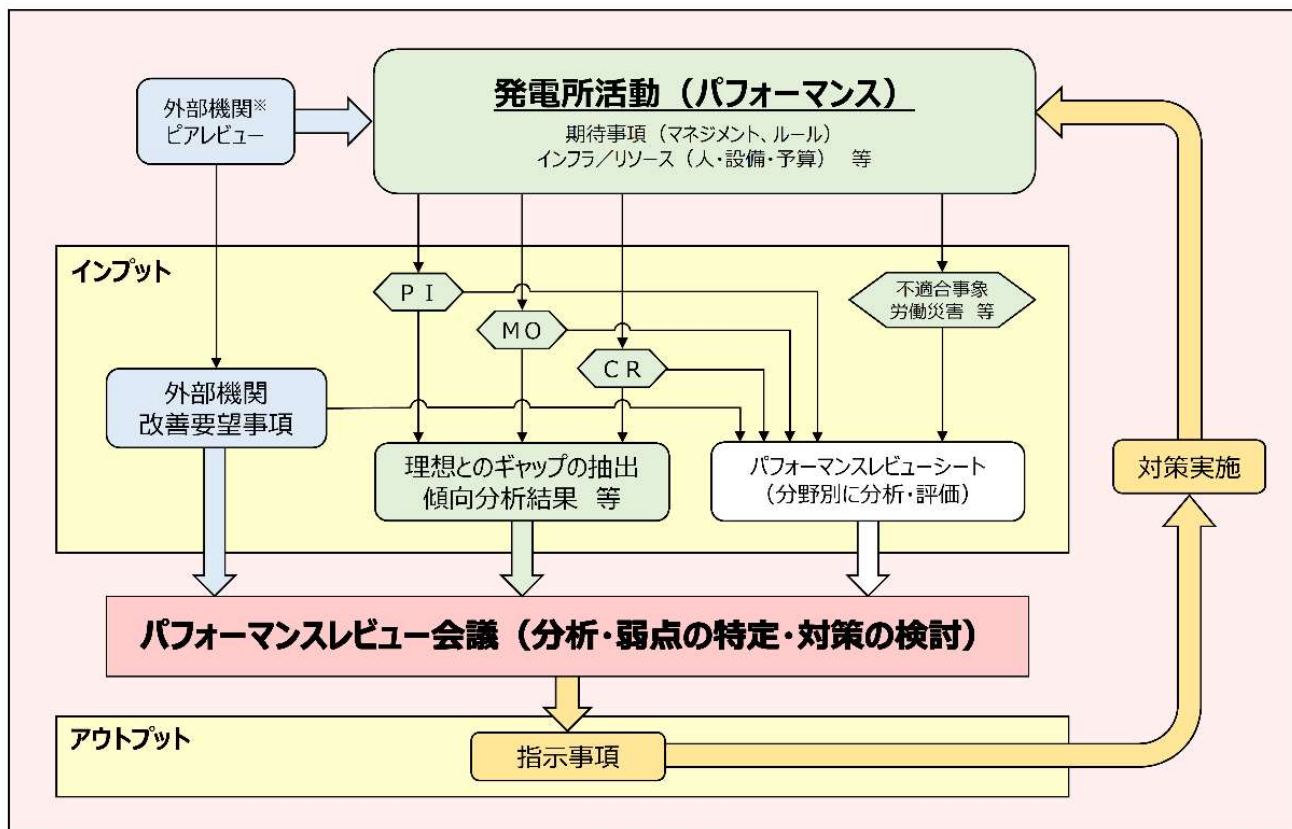 発電所活動（パフォーマンス）
期待事項（マネジメント、ルール）
インフラ／リソース（人・設備・予算） 等
外部機関※
ピアレビュー
インプット
ＰＩ
ＭＯ
ＣＲ
不適合事象
労働災害 等
外部機関
改善要望事項
理想とのギャップの抽出
傾向分析結果 等
パフォーマンスレビューシート
（分野別に分析・評価）
対策実施
パフォーマンスレビュー会議（分析・弱点の特定・対策の検討）
アウトプット
指示事項